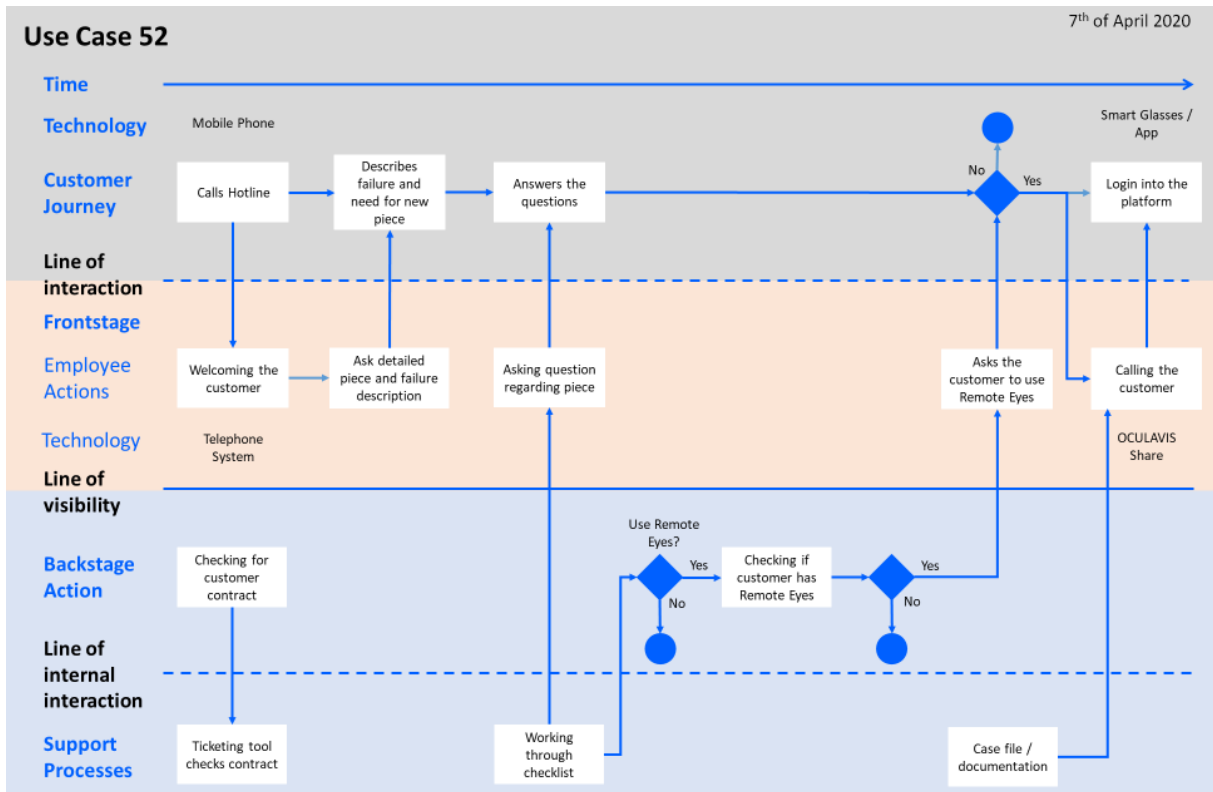 Use Case 52
7th of April 2020
Time
Technology
Mobile Phone
Smart Glasses /
App
Customer
Journey
Calls Hotline
Describes
failure and
need for new
piece
Answers the
questions
No
Yes
Login into the
platform
Line of
interaction
Frontstage
Employee
Actions
Welcoming the
customer
Ask detailed
piece and failure
description
Asking question
regarding piece
Asks the
customer to use
Remote Eyes
Calling the
customer
Technology
Telephone
System
OCULAVIS
Share
Line of
visibility
Backstage
Action
Checking for
customer
contract
Use Remote
Eyes?
Yes
No
Checking if
customer has
Remote Eyes
Yes
No
Line of
internal
interaction
Support
Processes
Ticketing tool
checks contract
Working
through
checklist
Case file /
documentation